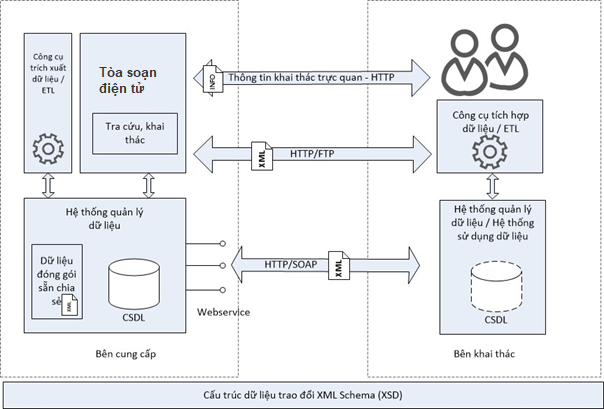 Công cụ
trích xuất
dữ liệu /
ETL
Tòa soạn
điện tử
Tra cứu, khai
thác
INFO
Thông tin khai thác trực quan - HTTP
XML
HTTP/FTP
Công cụ tích hợp
dữ liệu / ETL
Hệ thống quản lý
dữ liệu
Dữ liệu
đóng gói
sẵn chia
sẻ
XML
CSDL
Webservice
HTTP/SOAP
XML
Hệ thống quản lý
dữ liệu / Hệ thống
sử dụng dữ liệu
CSDL
Bên cung cấp
Bên khai thác
Cấu trúc dữ liệu trao đổi XML Schema (XSD)